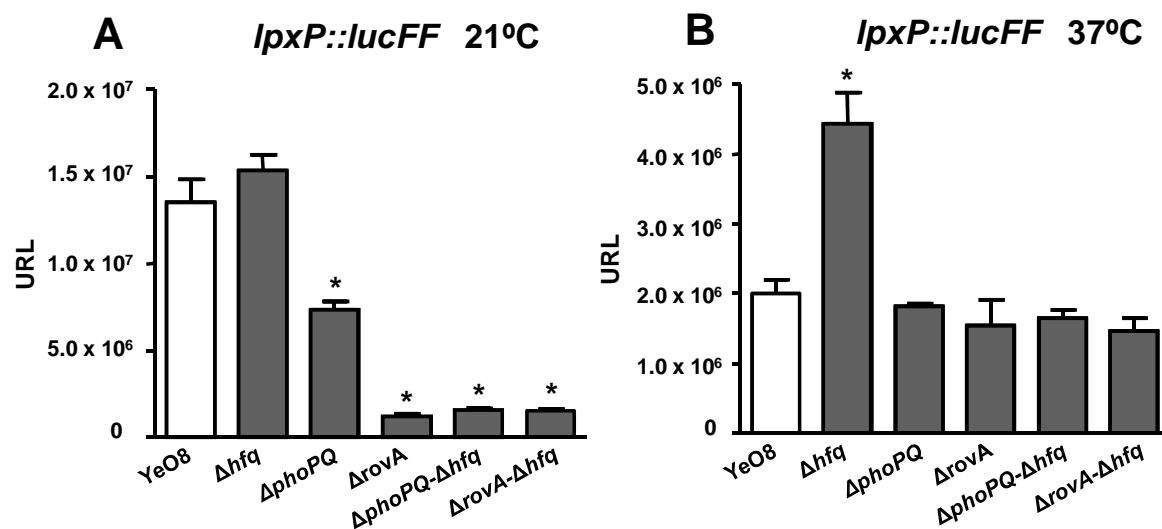 A
lpxP::lucFF 21ºC
2.0 x 10⁷
1.5 x 10⁷
1.0 x 10⁷
5.0 x 10⁶
0
URL
*
*
*
*
YeO8
Δhfq
ΔphoPQ
ΔrovA
ΔphoPQ-Δhfq
ΔrovA-Δhfq
B
lpxP::lucFF 37ºC
5.0 x 10⁶
4.0 x 10⁶
3.0 x 10⁶
2.0 x 10⁶
1.0 x 10⁶
0
URL
*
YeO8
Δhfq
ΔphoPQ
ΔrovA
ΔphoPQ-Δhfq
ΔrovA-Δhfq